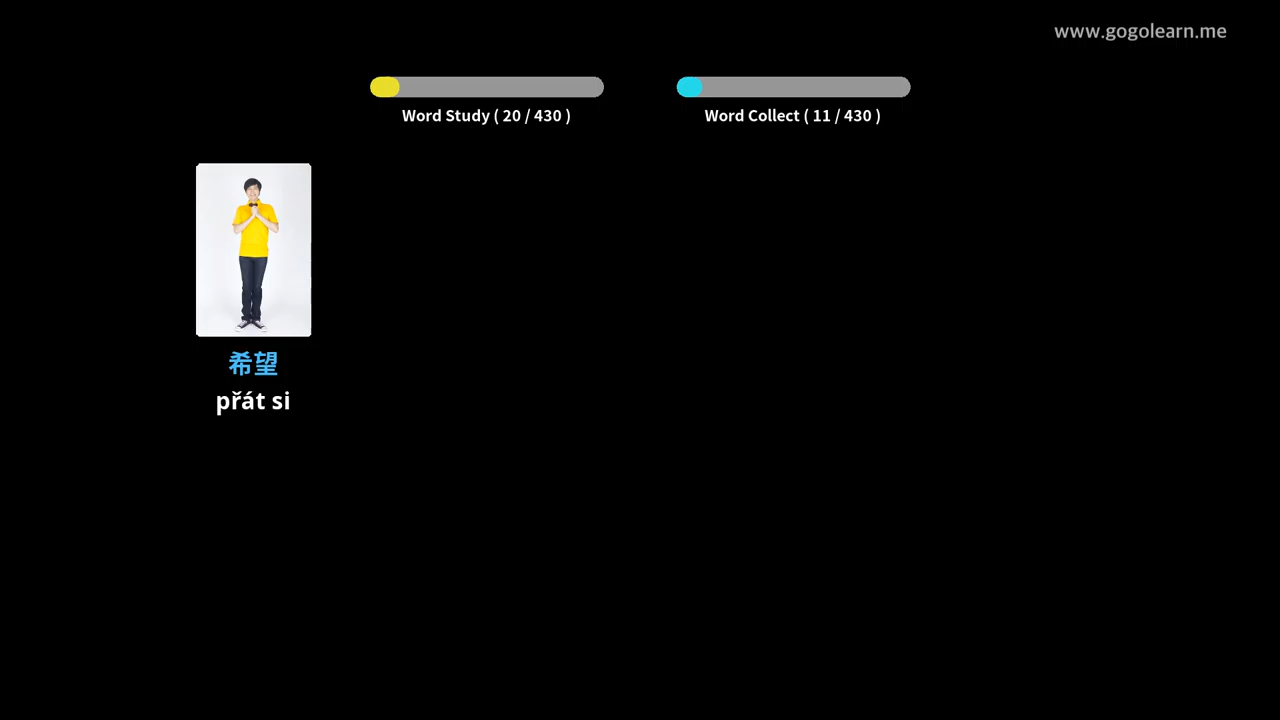 www.gogolearn.me
Word Study ( 20 / 430 )
Word Collect ( 11 / 430 )
希望
přát si